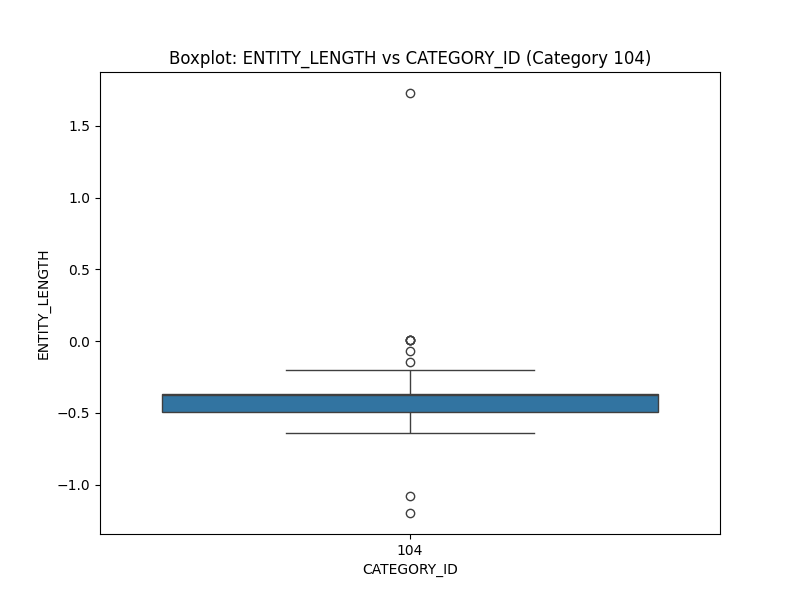 Boxplot: ENTITY_LENGTH vs CATEGORY_ID (Category 104)
1.5
1.0
0.5
0.0
−0.5
−1.0
ENTITY_LENGTH
104
CATEGORY_ID